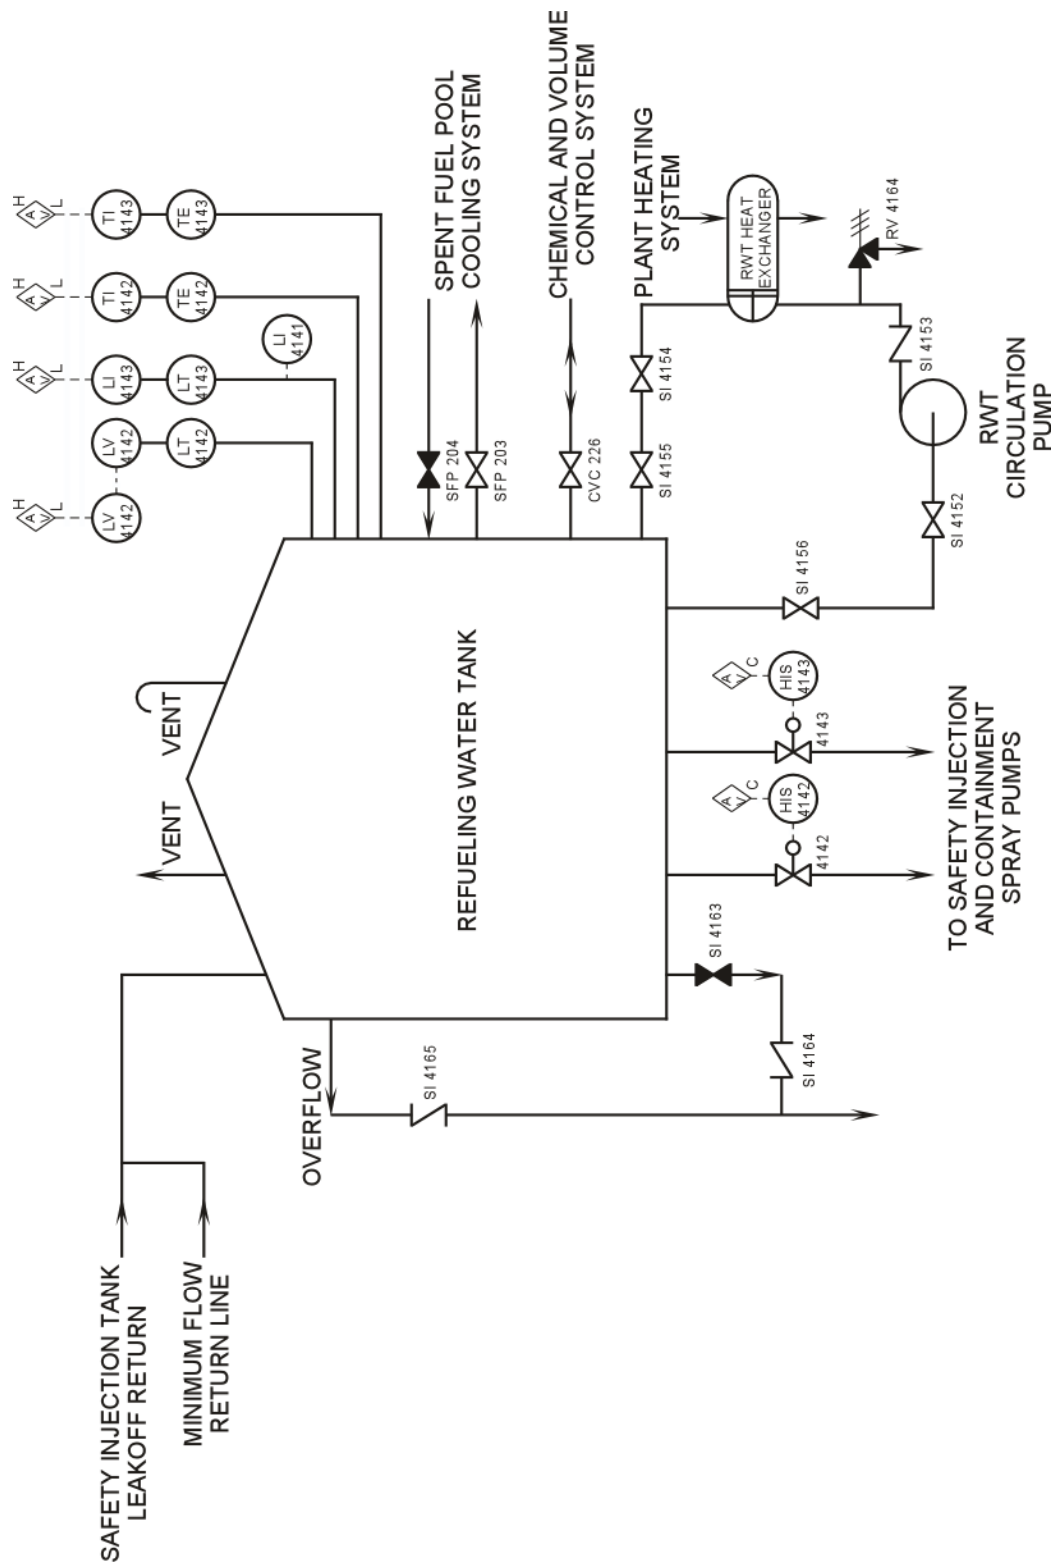 SAFETY INJECTION TANK
LEAKOFF RETURN
MINIMUM FLOW
RETURN LINE
OVERFLOW
SI 4165
SI 4164
SI 4163
VENT
VENT
REFUELING WATER TANK
H
A
V
L
LV
4142
LV
4142
LT
4142
H
A
V
L
LI
4143
LT
4143
LI
4141
H
A
V
L
TI
4142
TE
4142
H
A
V
L
TI
4143
TE
4143
SPENT FUEL POOL
COOLING SYSTEM
SFP 204
SFP 203
CHEMICAL AND VOLUME
CONTROL SYSTEM
CVC 226
PLANT HEATING
SYSTEM
SI 4155
SI 4154
RWT HEAT
EXCHANGER
RV 4164
SI 4153
RWT
CIRCULATION
PUMP
SI 4152
SI 4156
A
V
C
HIS
4142
4142
A
V
C
HIS
4143
4143
TO SAFETY INJECTION
AND CONTAINMENT
SPRAY PUMPS